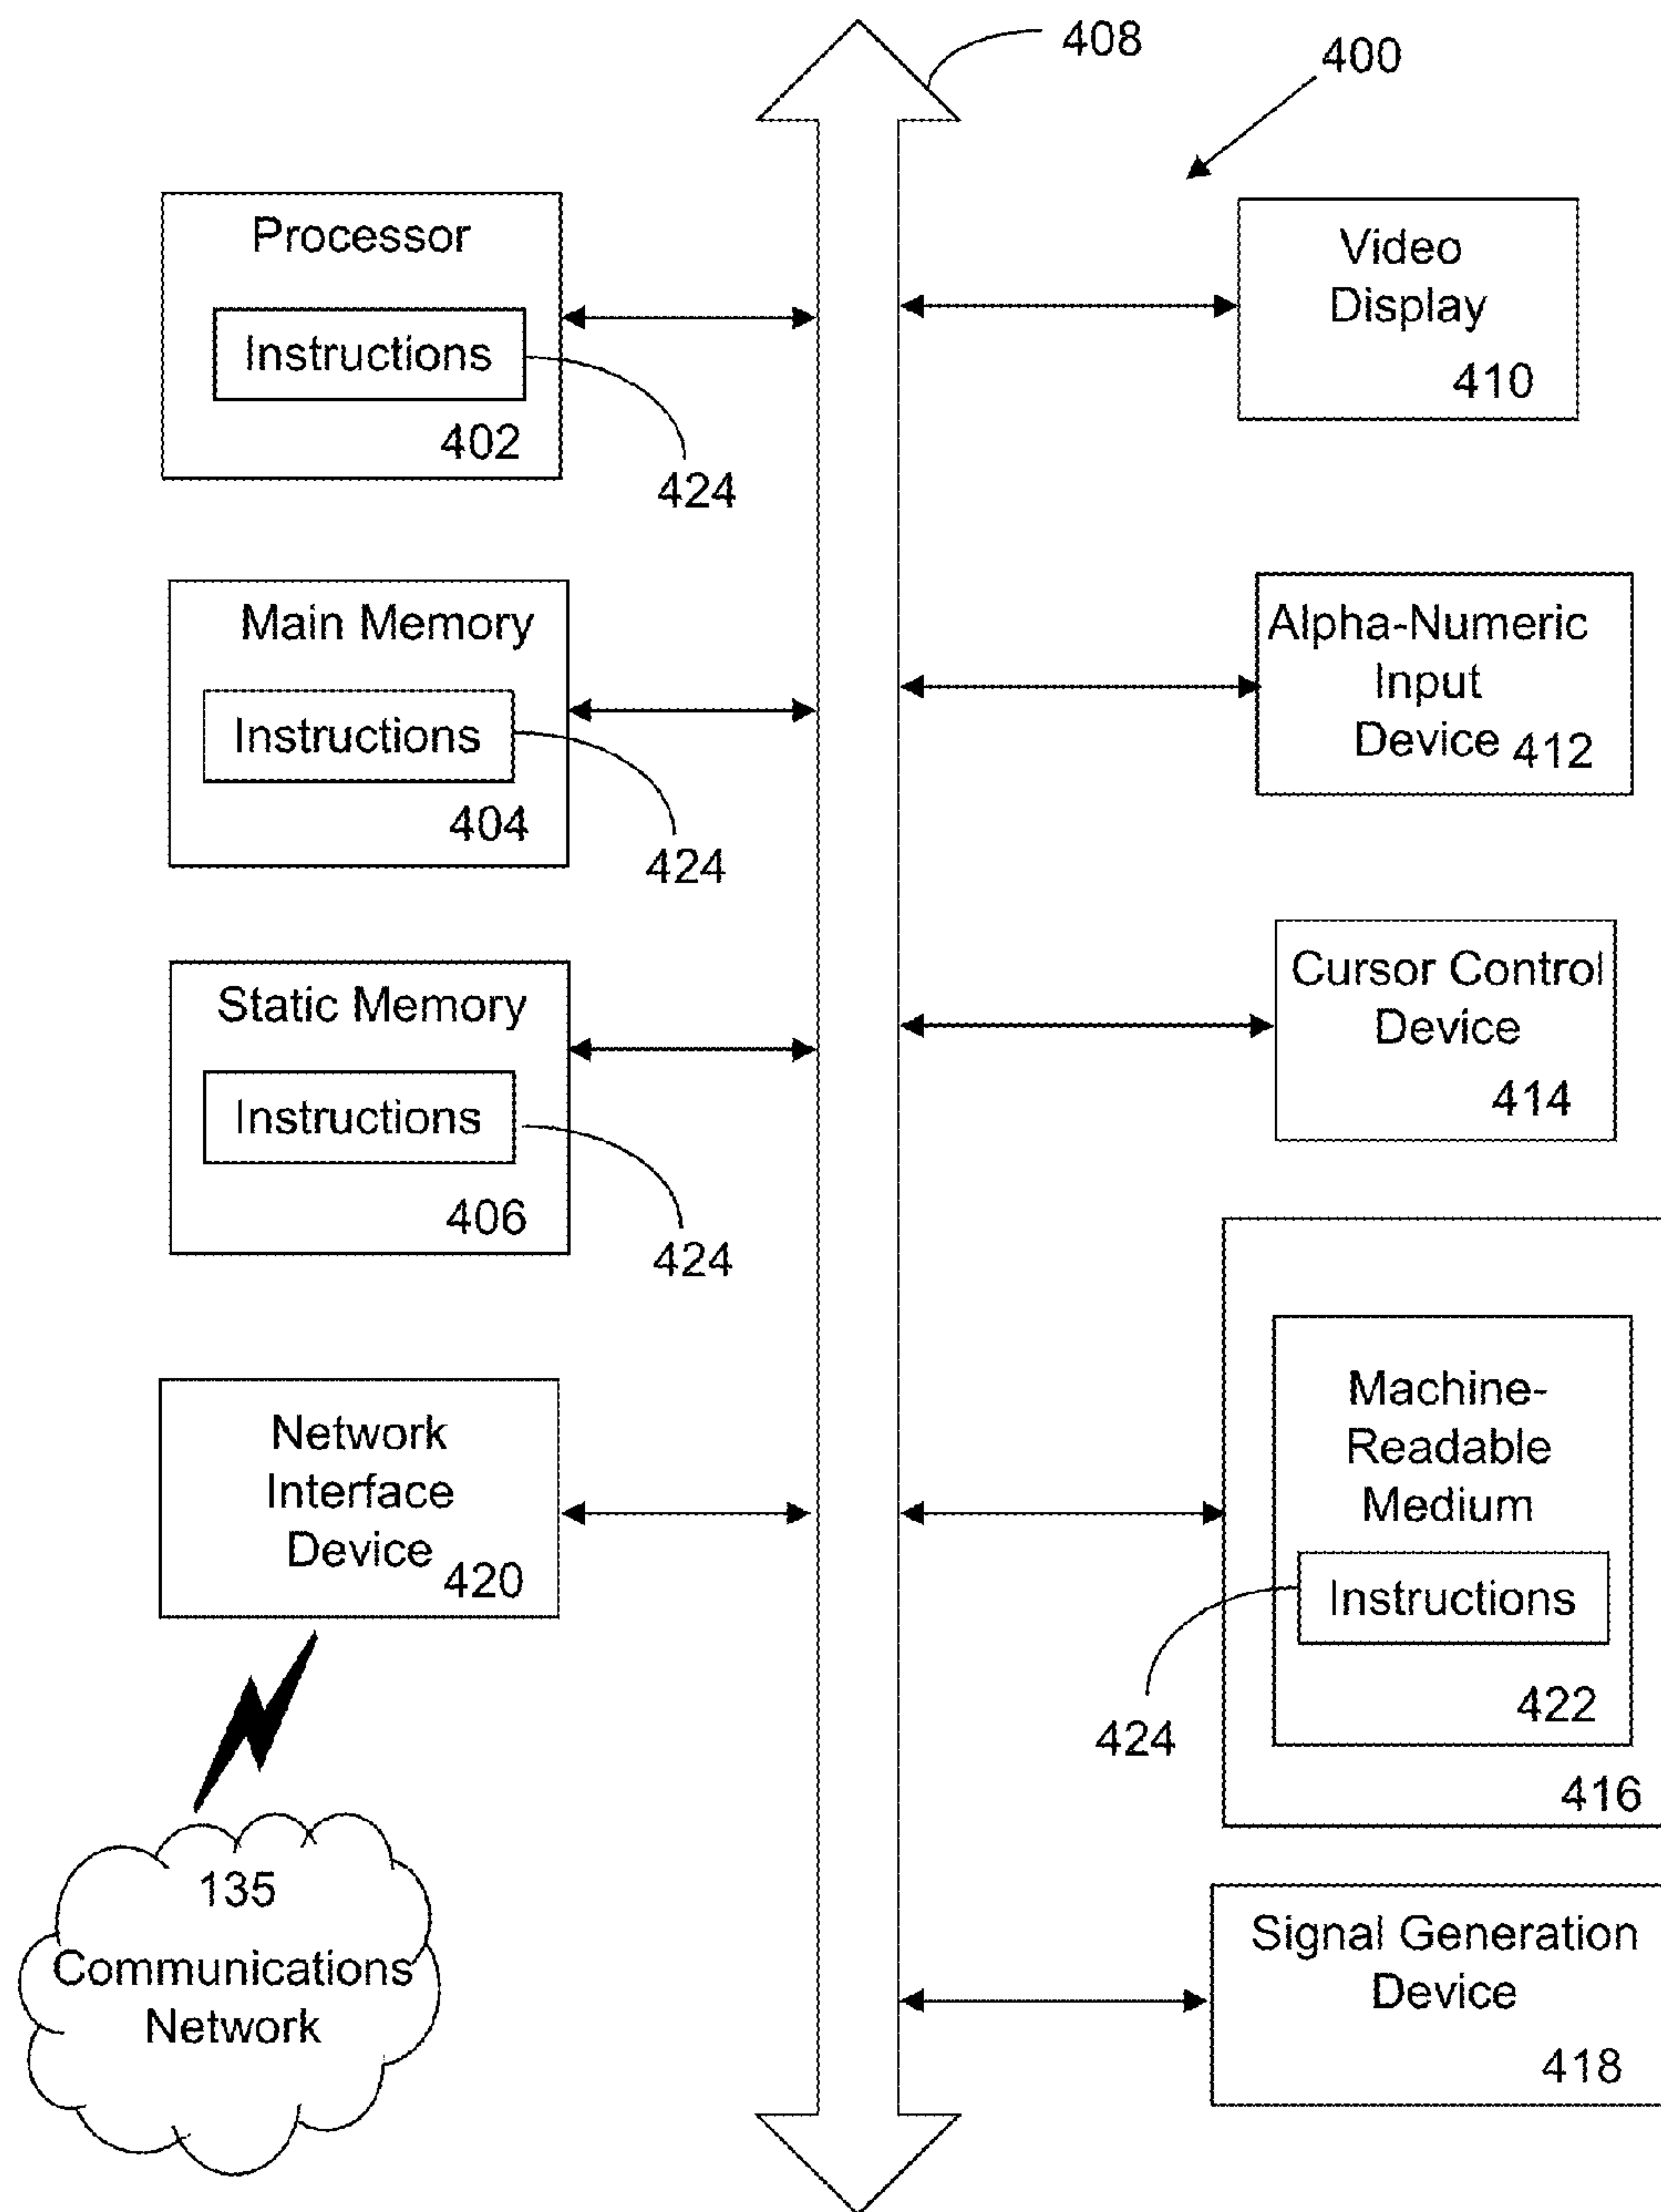 408
400
Processor
Instructions
402
424
Video
Display
410
Main Memory
Instructions
404
424
Alpha-Numeric
Input
Device 412
Static Memory
Instructions
406
424
Cursor Control
Device
414
Network
Interface
Device
420
Machine-
Readable
Medium
Instructions
422
424
416
135
Communications
Network
Signal Generation
Device
418